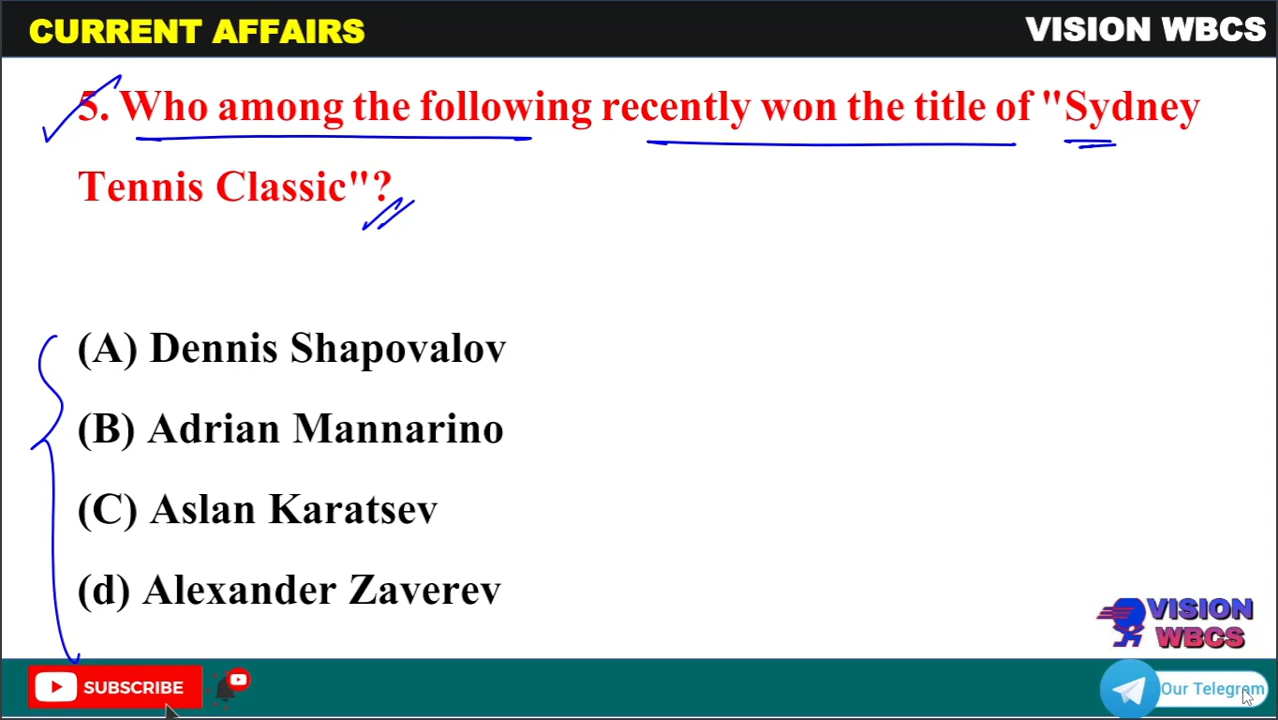 CURRENT AFFAIRS
VISION WBCS
5. Who among the following recently won the title of "Sydney
Tennis Classic"?
(A) Dennis Shapovalov
(B) Adrian Mannarino
(C) Aslan Karatsev
(d) Alexander Zaverev
VISION
WBCS
SUBSCRIBE
Our Telegram